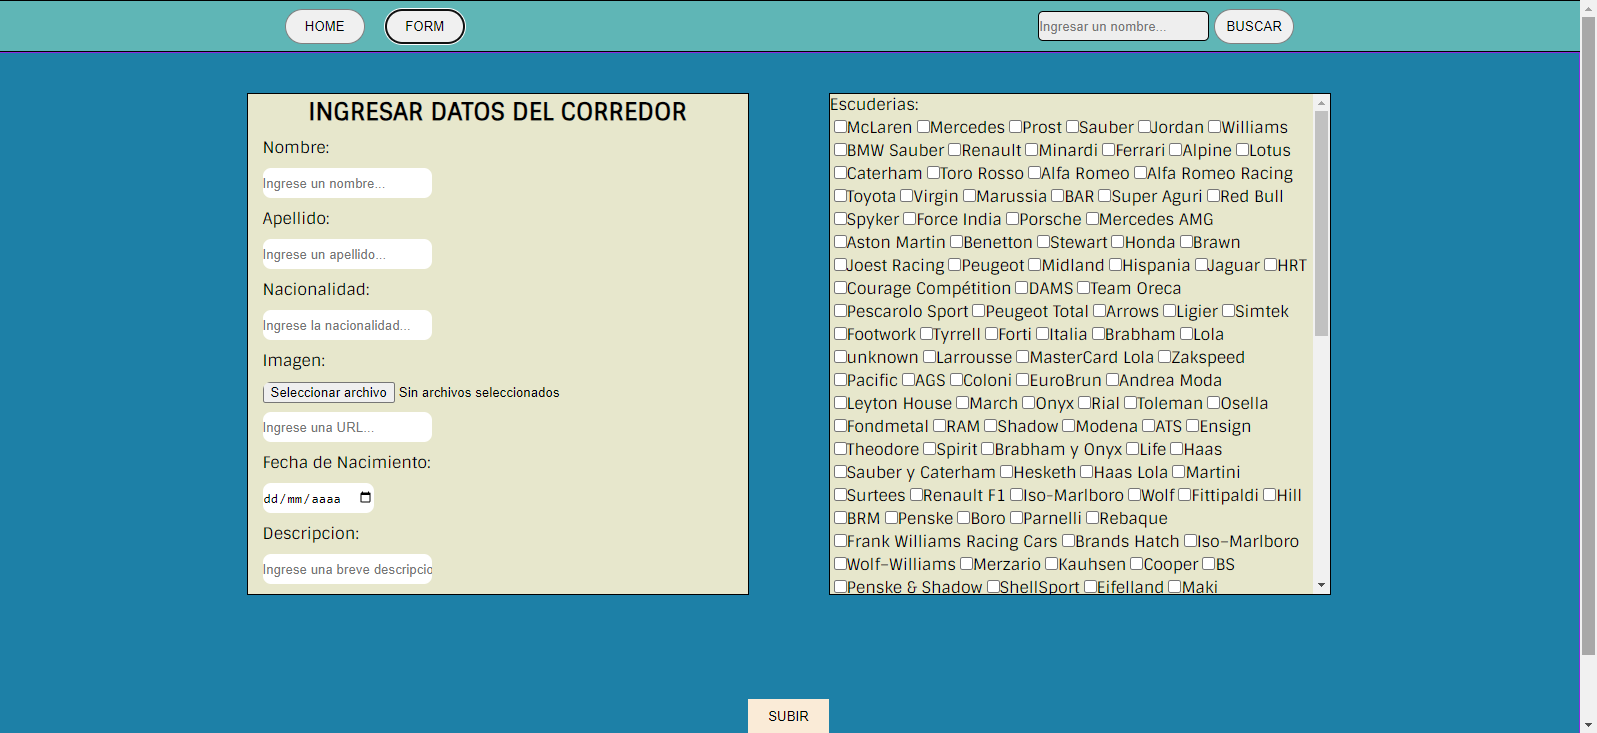 HOME FORM Ingresar un nombre... BUSCAR
INGRESAR DATOS DEL CORREDOR
Nombre:
Ingrese un nombre...
Apellido:
Ingrese un apellido...
Nacionalidad:
Ingrese la nacionalidad...
Imagen:
Seleccionar archivo Sin archivos seleccionados
Ingrese una URL...
Fecha de Nacimiento:
dd/mm/aaaa
Descripcion:
Ingrese una breve descripcio
Escuderias:
McLaren Mercedes Prost Sauber Jordan Williams
BMW Sauber Renault Minardi Ferrari Alpine Lotus
Caterham Toro Rosso Alfa Romeo Alfa Romeo Racing
Toyota Virgin Marussia BAR Super Aguri Red Bull
Spyker Force India Porsche Mercedes AMG
Aston Martin Benetton Stewart Honda Brawn
Joest Racing Peugeot Midland Hispania Jaguar HRT
Courage Compétition DAMS Team Oreca
Pescarolo Sport Peugeot Total Arrows Ligier Simtek
Footwork Tyrrell Forti Italia Brabham Lola
unknown Larrousse MasterCard Lola Zakspeed
Pacific AGS Coloni EuroBrun Andrea Moda
Leyton House March Onyx Rial Toleman Osella
Fondmetal RAM Shadow Modena ATS Ensign
Theodore Spirit Brabham y Onyx Life Haas
Sauber y Caterham Hesketh Haas Lola Martini
Surtees Renault F1 Iso-Marlboro Wolf Fittipaldi Hill
BRM Penske Boro Parnelli Rebaque
Frank Williams Racing Cars Brands Hatch Iso–Marlboro
Wolf–Williams Merzario Kauhsen Cooper BS
Penske & Shadow ShellSport Eifelland Maki
SUBIR